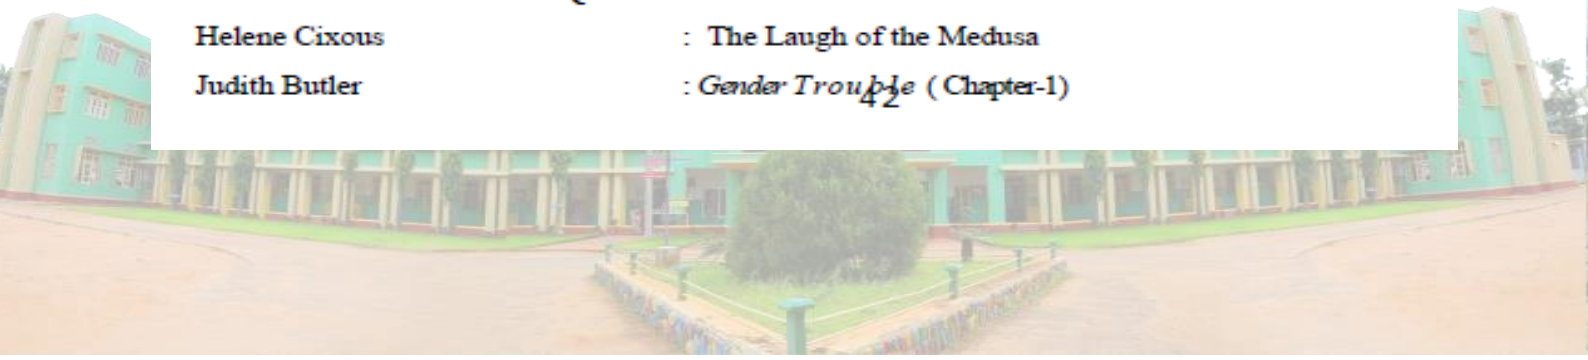 Helene Cixous : The Laugh of the Medusa
Judith Butler : Gender Trouble ( Chapter-1)
42